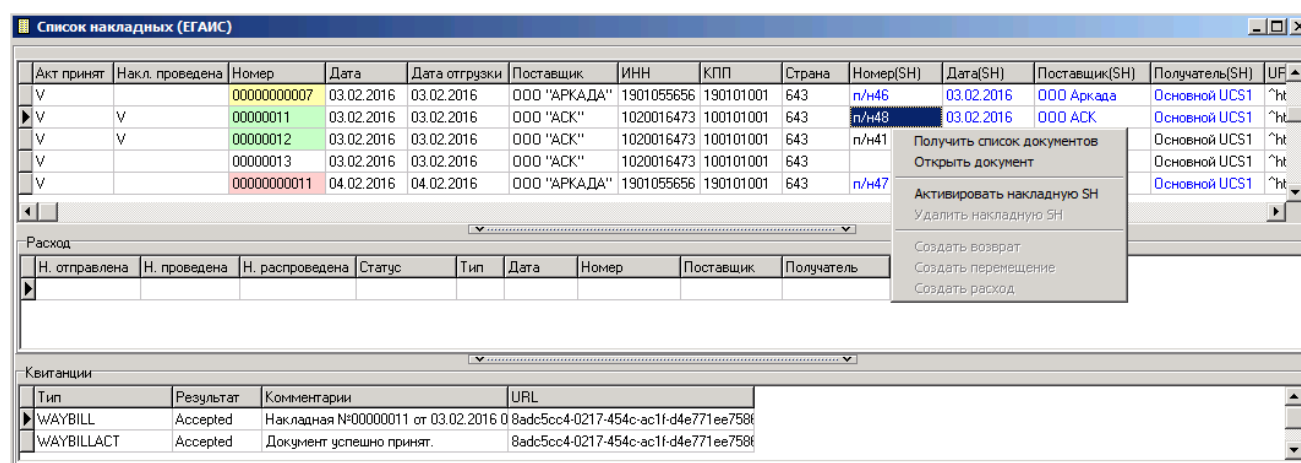 Список накладных (ЕГАИС)
Акт принят Накл. проведена Номер Дата Дата отгрузки Поставщик ИНН КПП Страна Номер(SH) Дата(SH) Поставщик(SH) Получатель(SH) UF
V 00000000007 03.02.2016 03.02.2016 ООО "АРКАДА" 1901055656 190101001 643 п/н46 03.02.2016 ООО Аркада Основной UCS1 ^ht
V V 00000011 03.02.2016 03.02.2016 ООО "АСК" 1020016473 100101001 643 п/н48 03.02.2016 ООО АСК Основной UCS1 ^ht
V V 00000012 03.02.2016 03.02.2016 ООО "АСК" 1020016473 100101001 643 п/н41 Основной UCS1 ^ht
V 00000013 03.02.2016 03.02.2016 ООО "АСК" 1020016473 100101001 643 Основной UCS1 ^ht
V 00000000011 04.02.2016 04.02.2016 ООО "АРКАДА" 1901055656 190101001 643 п/н47 Основной UCS1 ^ht
Получить список документов
Открыть документ
Активировать накладную SH
Удалить накладную SH
Создать возврат
Создать перемещение
Создать расход
Расход
Н. отправлена Н. проведена Н. распроведена Статус Тип Дата Номер Поставщик Получатель
Квитанции
Тип Результат Комментарии URL
WAYBILL Accepted Накладная №00000011 от 03.02.2016 0 8adc5cc4-0217-454c-ac1f-d4e771ee758
WAYBILLACT Accepted Документ успешно принят. 8adc5cc4-0217-454c-ac1f-d4e771ee758